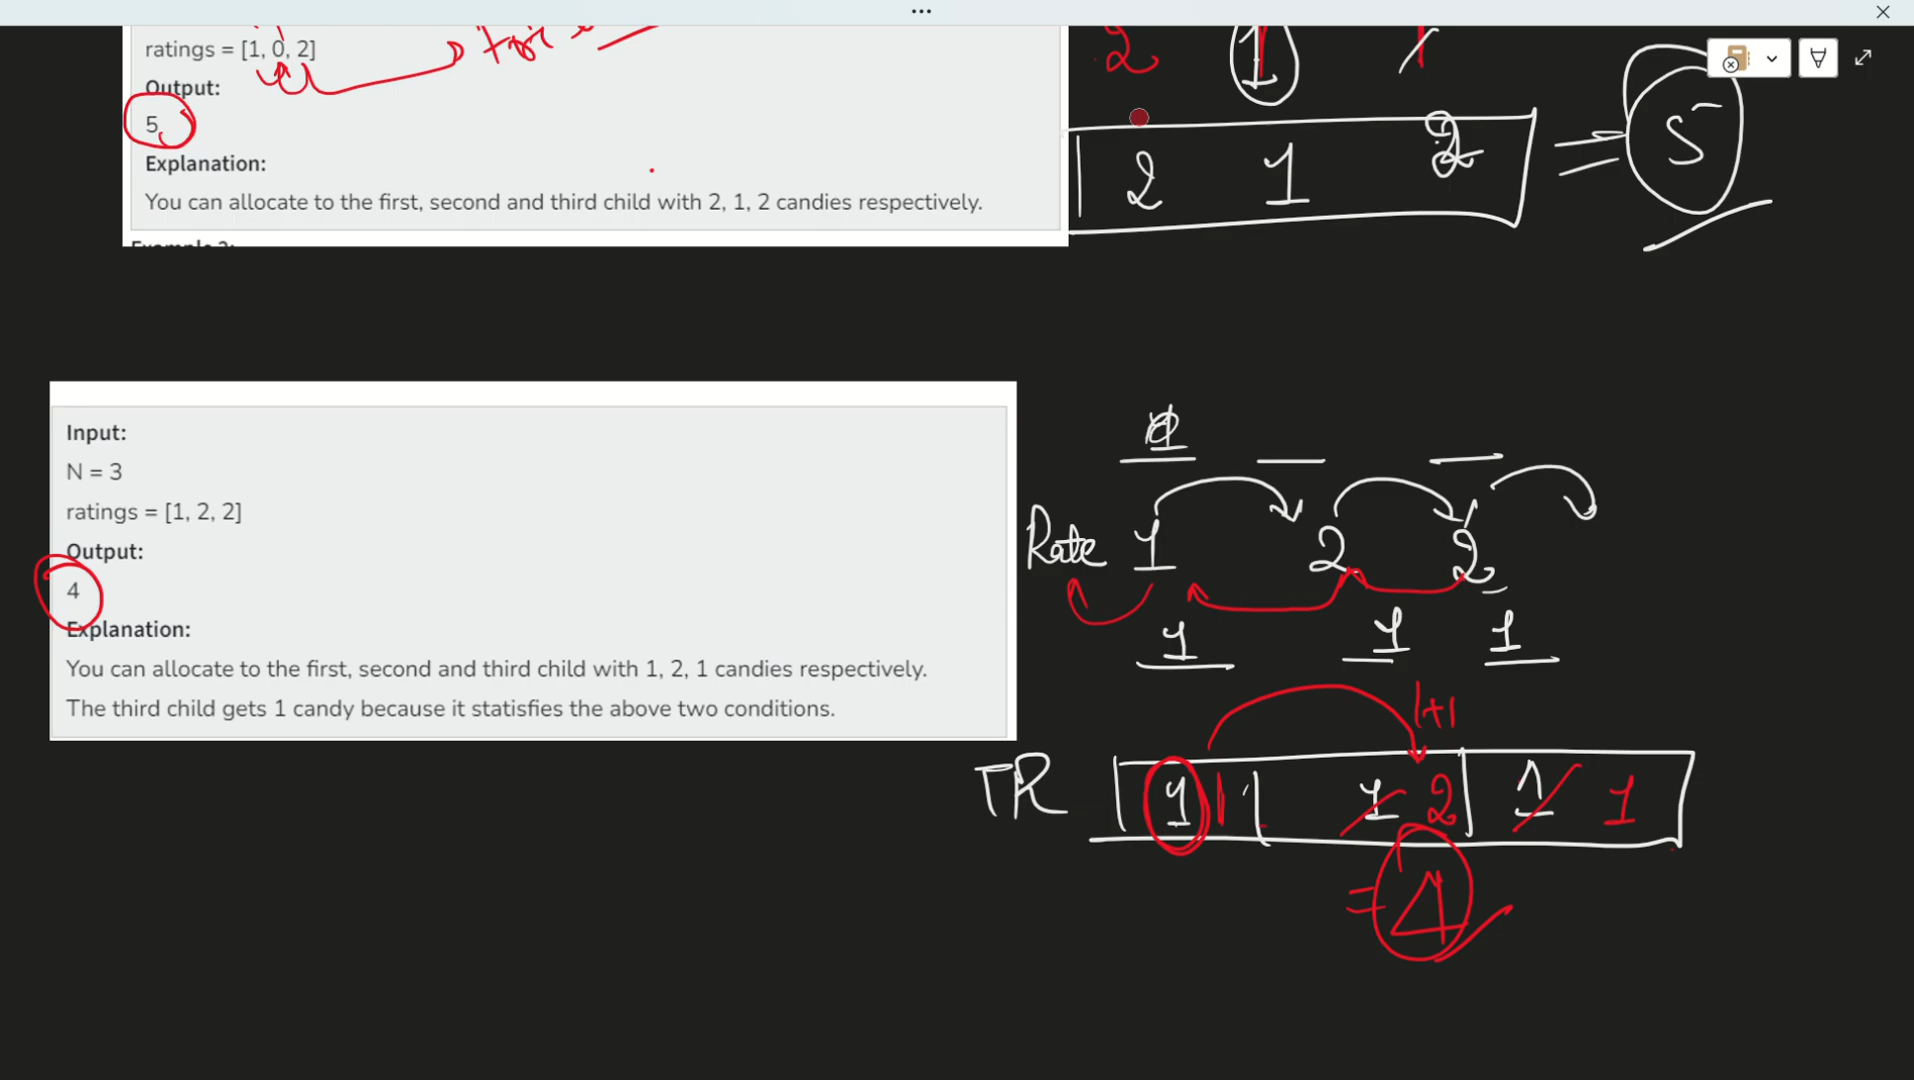 ratings = [1, 0, 2]
Output:
5
Explanation:
You can allocate to the first, second and third child with 2, 1, 2 candies respectively.
2 1 1
2 1 2 = 5
Input:
N = 3
ratings = [1, 2, 2]
Output:
4
Explanation:
You can allocate to the first, second and third child with 1, 2, 1 candies respectively.
The third child gets 1 candy because it statisfies the above two conditions.
Rate 1 2 2
1 1 1
1+1
TR 1 1 2 1 1
= 4